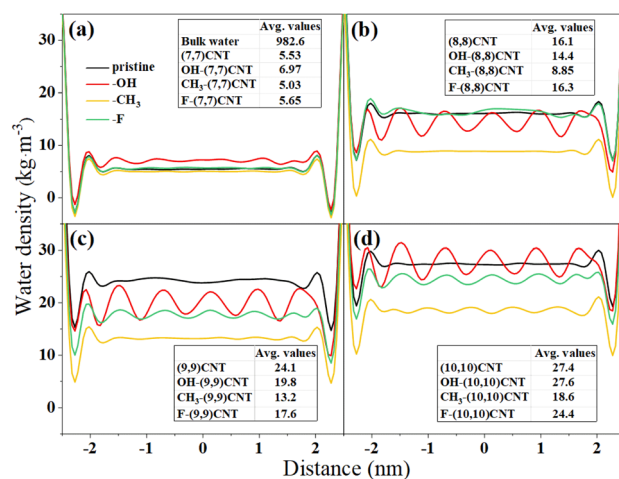 Water density (kg·m⁻³)
35
30
20
10
0
(a)
pristine
-OH
-CH₃
-F
Avg. values
Bulk water 982.6
(7,7)CNT 5.53
OH-(7,7)CNT 6.97
CH₃-(7,7)CNT 5.03
F-(7,7)CNT 5.65
(b)
Avg. values
(8,8)CNT 16.1
OH-(8,8)CNT 14.4
CH₃-(8,8)CNT 8.85
F-(8,8)CNT 16.3
30
20
10
0
(c)
Avg. values
(9,9)CNT 24.1
OH-(9,9)CNT 19.8
CH₃-(9,9)CNT 13.2
F-(9,9)CNT 17.6
(d)
Avg. values
(10,10)CNT 27.4
OH-(10,10)CNT 27.6
CH₃-(10,10)CNT 18.6
F-(10,10)CNT 24.4
-2 -1 0 1 2 -2 -1 0 1 2
Distance (nm)